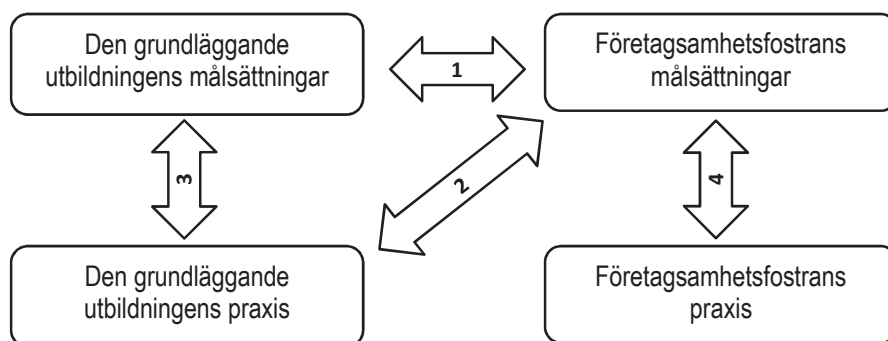 Den grundläggande
utbildningens målsättningar
1
Företagsamhetsfostrans
målsättningar
3
2
4
Den grundläggande
utbildningens praxis
Företagsamhetsfostrans
praxis